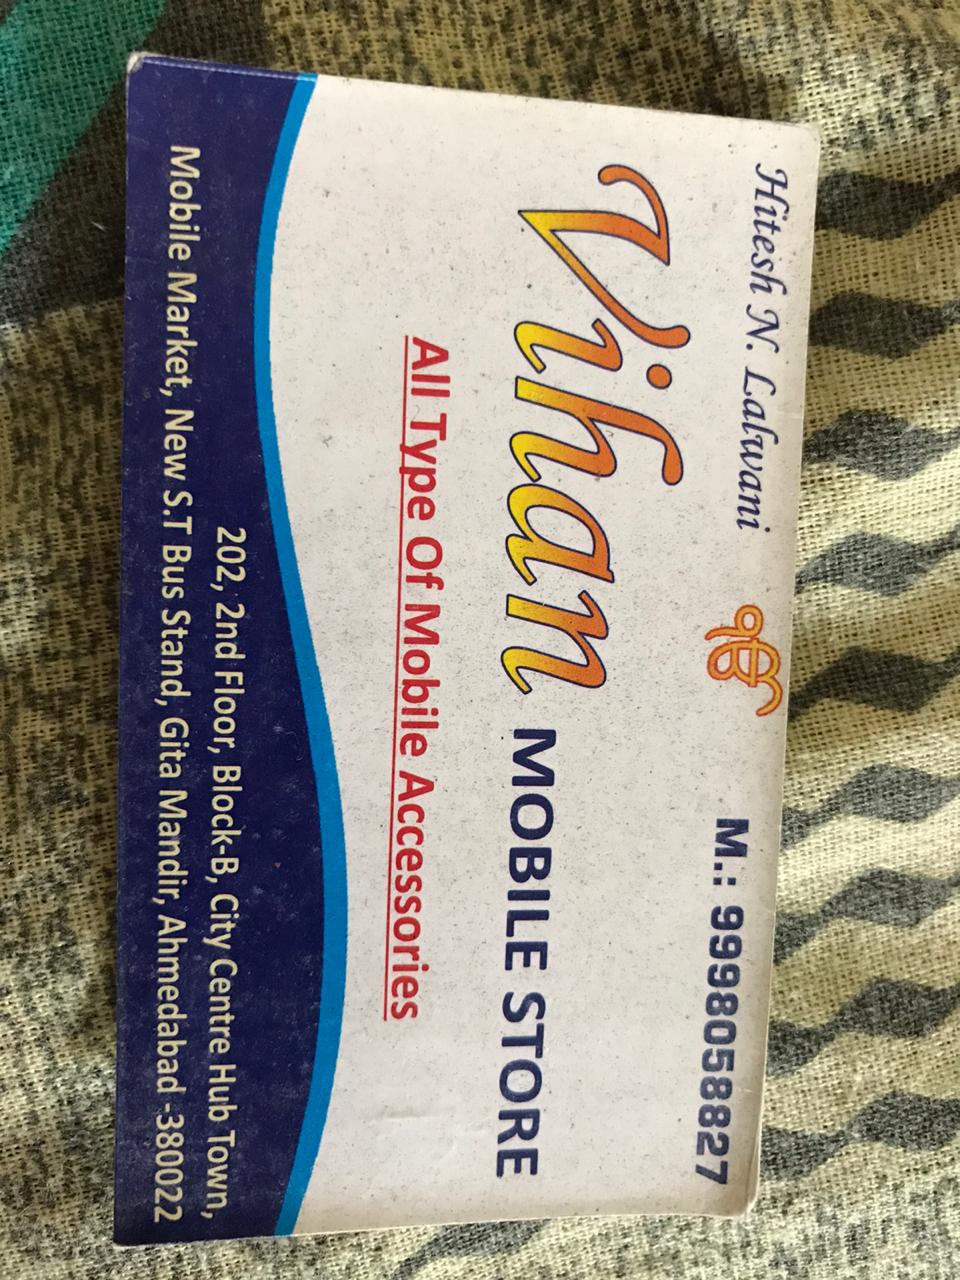 Hitesh N. Lalwani
ੴ
M.: 9998058827
Vihan MOBILE STORE
All Type Of Mobile Accessories
202, 2nd Floor, Block-B, City Centre Hub Town,
Mobile Market, New S.T Bus Stand, Gita Mandir, Ahmedabad -380022